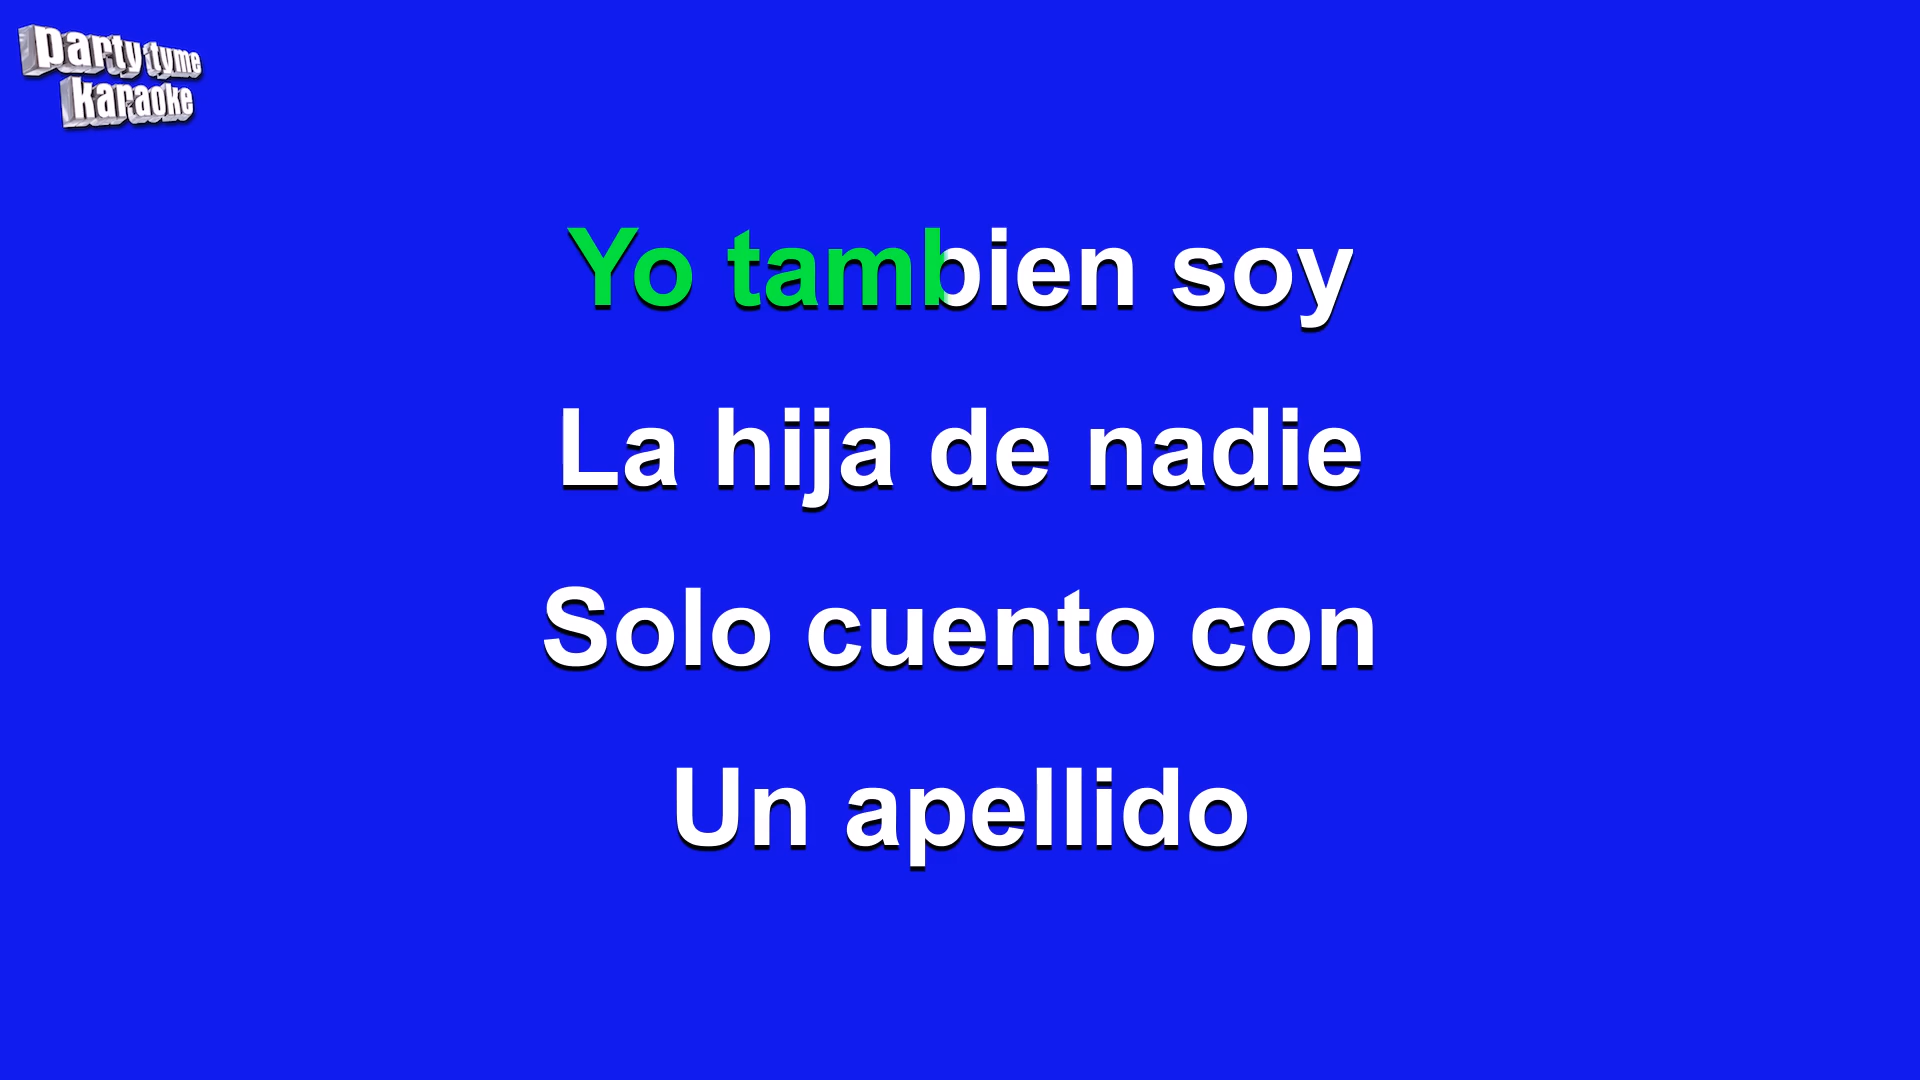 party tyme
karaoke
Yo tambien soy
La hija de nadie
Solo cuento con
Un apellido